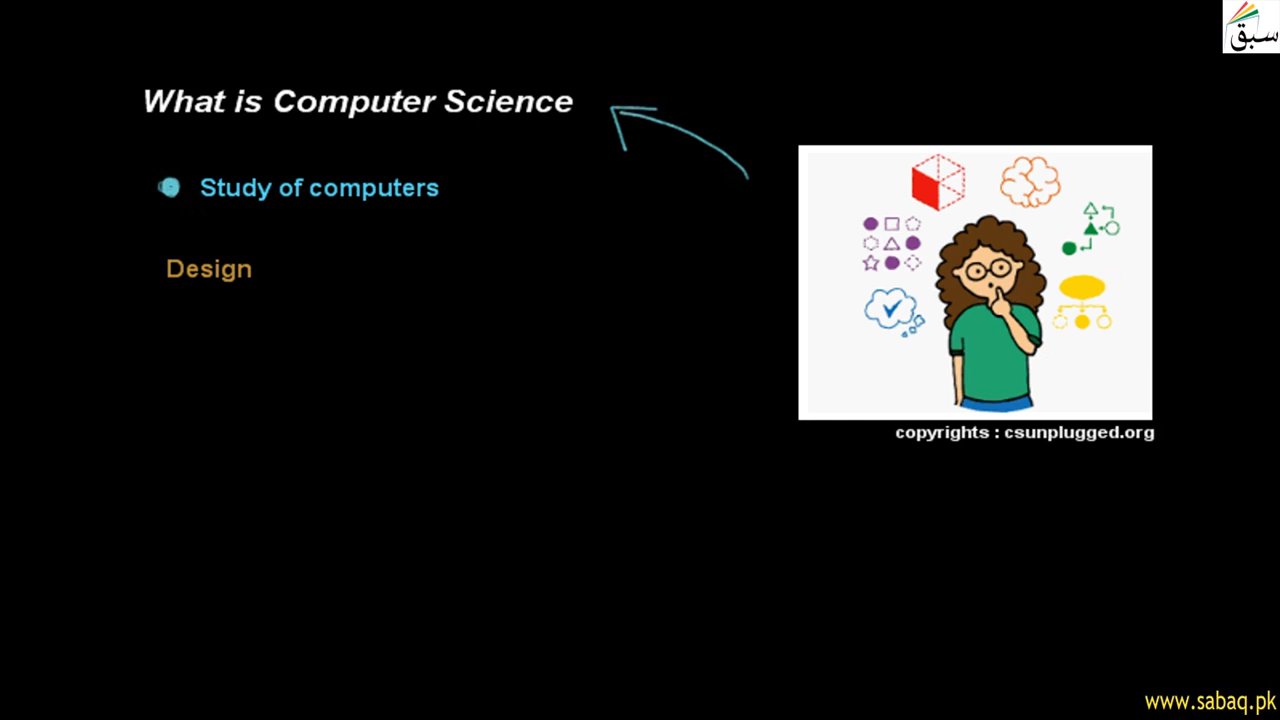 سبق
What is Computer Science
Study of computers
Design
copyrights : csunplugged.org
www.sabaq.pk